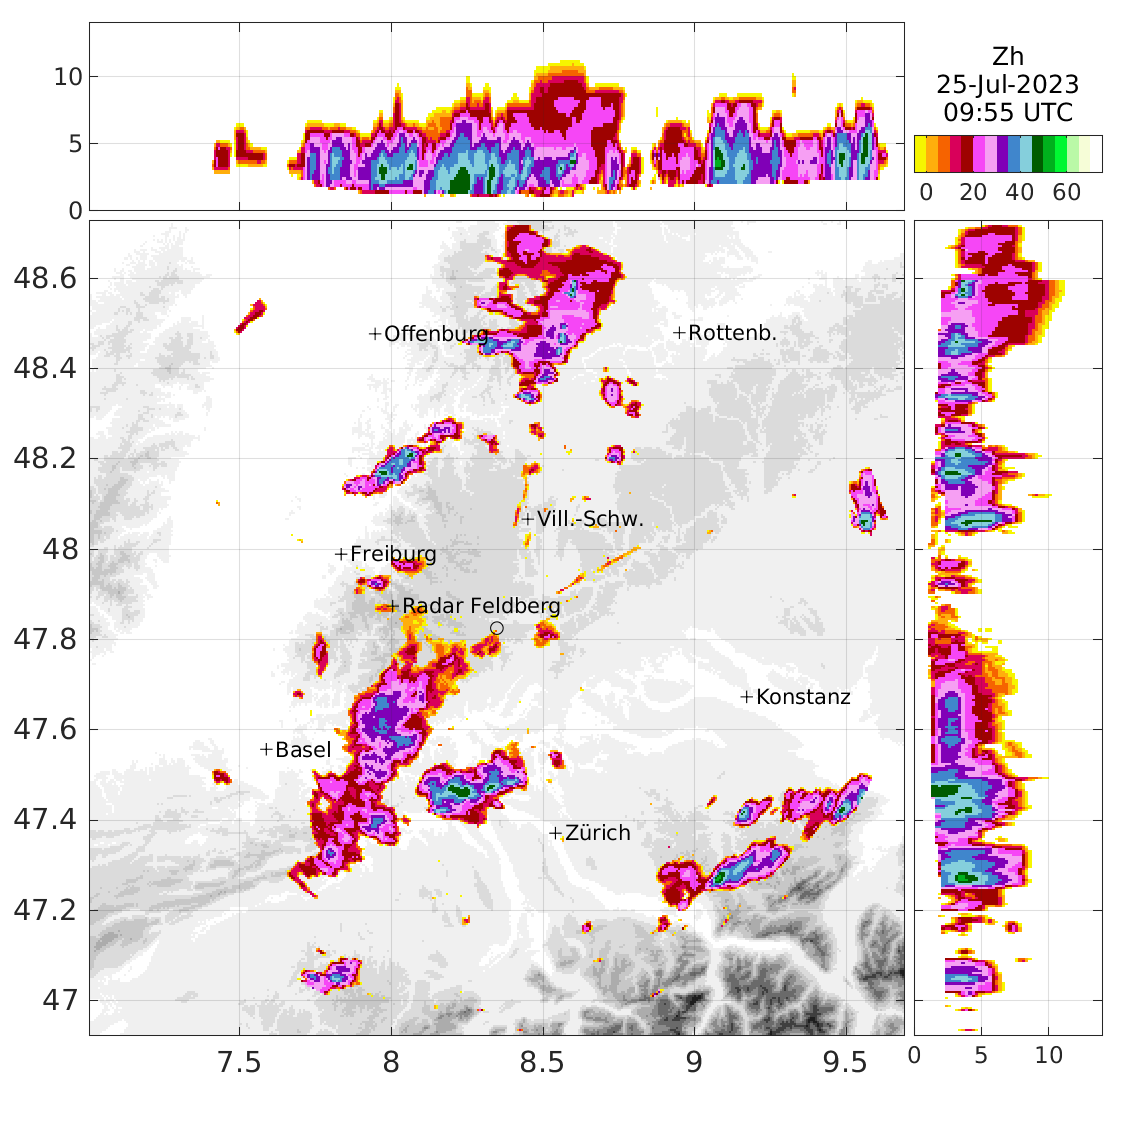 10
5
0
Zh
25-Jul-2023
09:55 UTC
0 20 40 60
48.6
48.4
48.2
48
47.8
47.6
47.4
47.2
47
+Offenburg
+Rottenb.
+Vill.-Schw.
+Freiburg
+Radar Feldberg
+Konstanz
+Basel
+Zürich
7.5 8 8.5 9 9.5
0 5 10